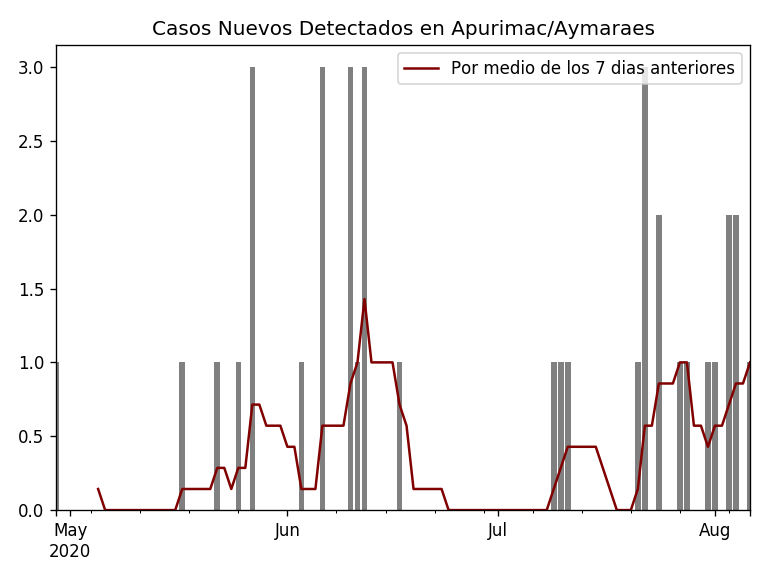 Casos Nuevos Detectados en Apurimac/Aymaraes
Por medio de los 7 dias anteriores
3.0
2.5
2.0
1.5
1.0
0.5
0.0
May
2020
Jun
Jul
Aug